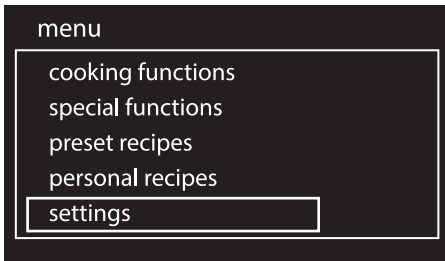 menu
cooking functions
special functions
preset recipes
personal recipes
settings